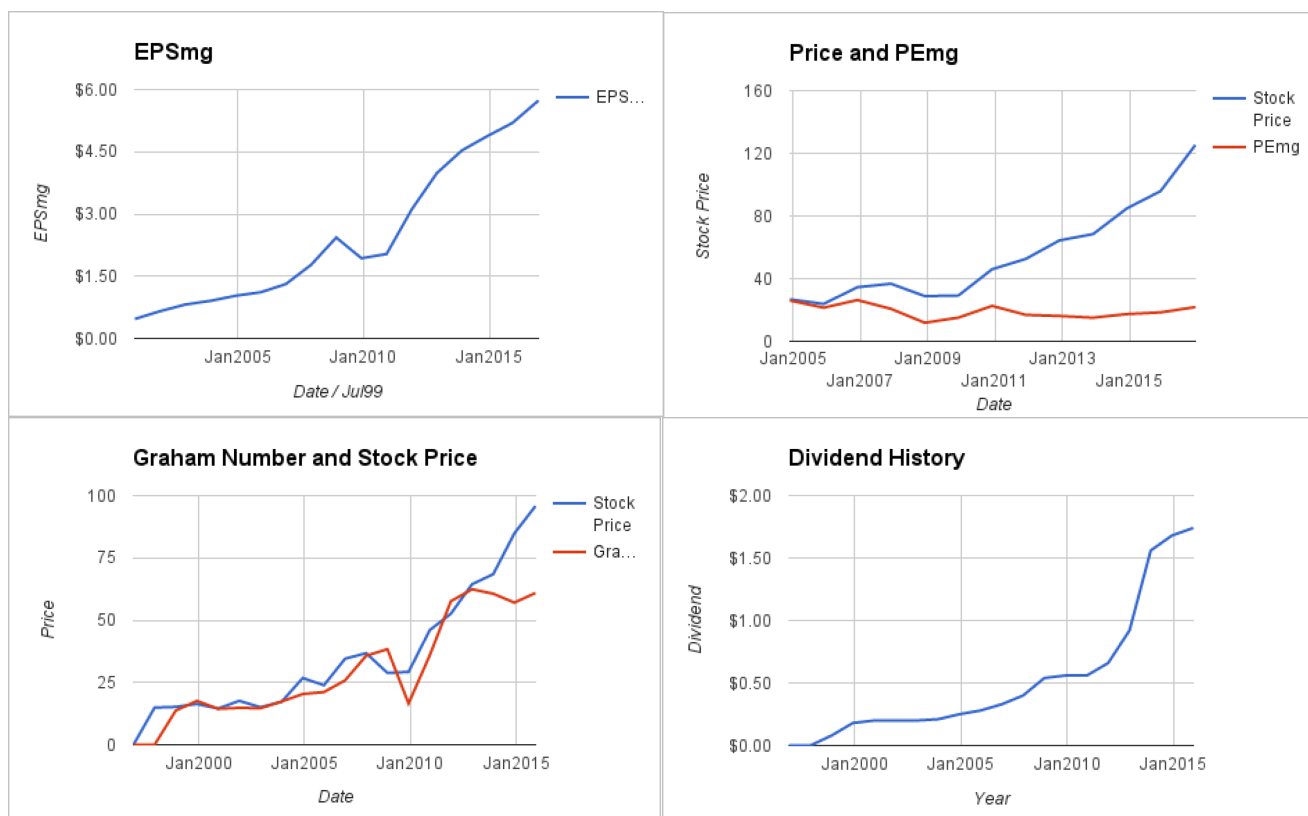 EPSmg
$6.00
$4.50
$3.00
$1.50
$0.00
EPSmg
EPS...
Jan2005
Jan2010
Jan2015
Date / Jul99
Price and PEmg
160
120
80
40
0
Stock Price
Stock
Price
PEmg
Jan2005
Jan2009
Jan2013
Jan2007
Jan2011
Jan2015
Date
Graham Number and Stock Price
100
75
50
25
0
Price
Stock
Price
Gra...
Jan2000
Jan2005
Jan2010
Jan2015
Date
Dividend History
$2.00
$1.50
$1.00
$0.50
$0.00
Dividend
Jan2000
Jan2005
Jan2010
Jan2015
Year